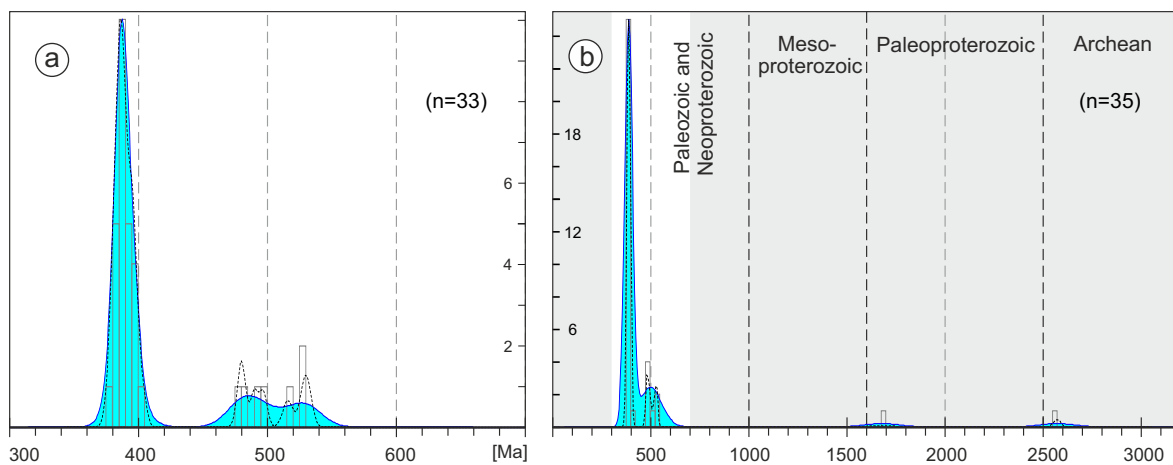 a
(n=33)
6
4
2
300
400
500
600
[Ma]
b
Paleozoic and
Neoproterozoic
Meso-
proterozoic
Paleoproterozoic
Archean
(n=35)
18
12
6
500
1000
1500
2000
2500
3000